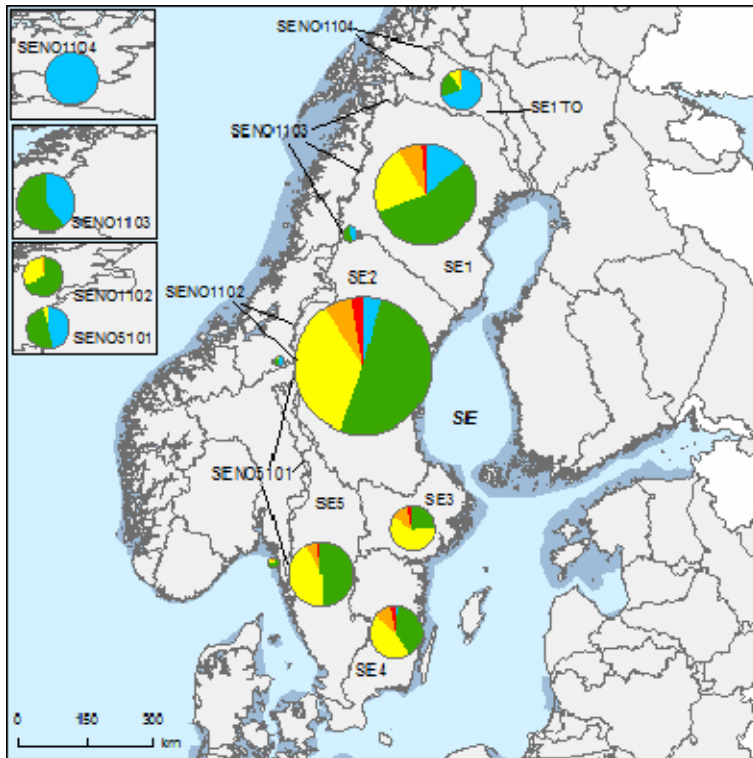 SENO1104
SENO1104
SE1TO
SENO1103
SENO1103
SE2
SE1
SENO1102
SENO1102
SENO5101
SE
SENO5101
SE5
SE3
SE4
0 150 300
km